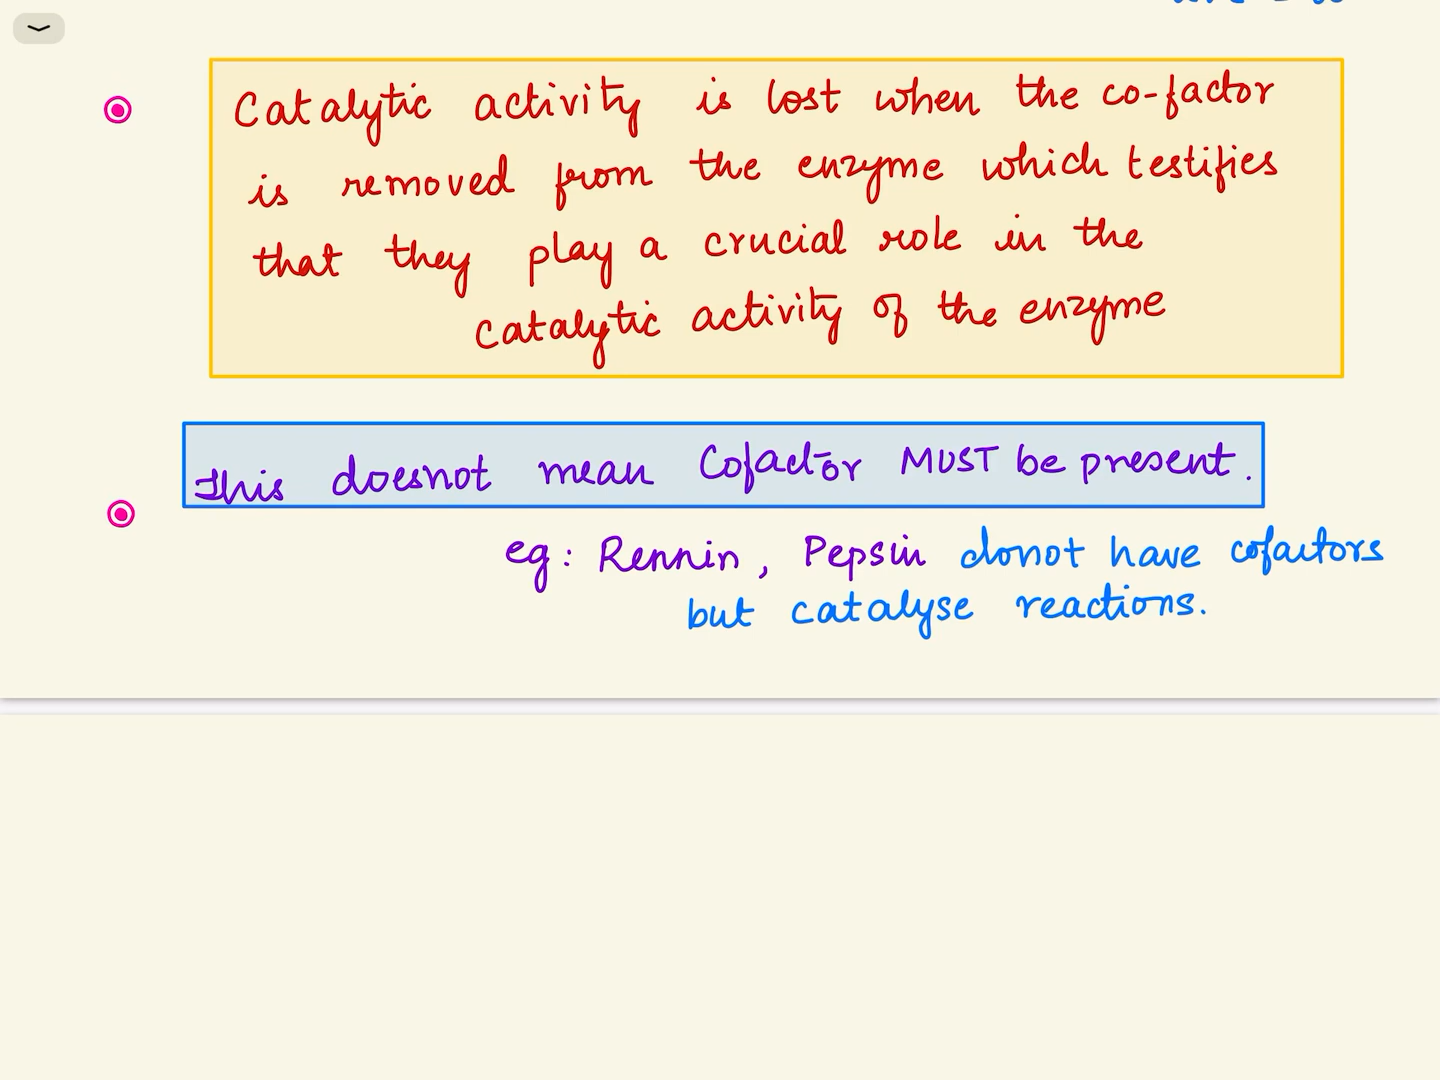 Catalytic activity is lost when the co-factor
is removed from the enzyme which testifies
that they play a crucial role in the
catalytic activity of the enzyme
This doesnot mean Cofactor MUST be present.
eg: Rennin, Pepsin donot have cofactors
but catalyse reactions.